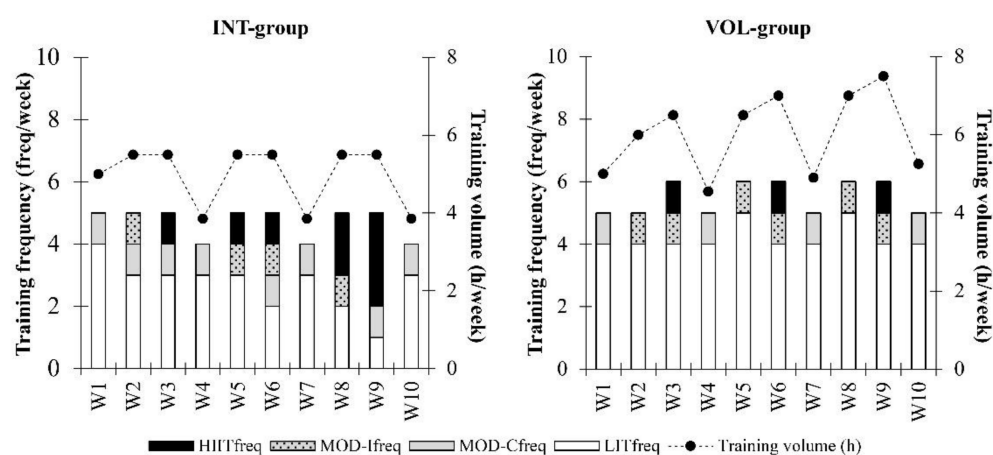 INT-group
VOL-group
Training frequency (freq/week)
10
8
6
4
2
0
8
6
4
2
0
Training volume (h/week)
W1 W2 W3 W4 W5 W6 W7 W8 W9 W10
Training frequency (freq/week)
10
8
6
4
2
0
8
6
4
2
0
Training volume (h/week)
W1 W2 W3 W4 W5 W6 W7 W8 W9 W10
HIITfreq MOD-Ifreq MOD-Cfreq LITfreq Training volume (h)